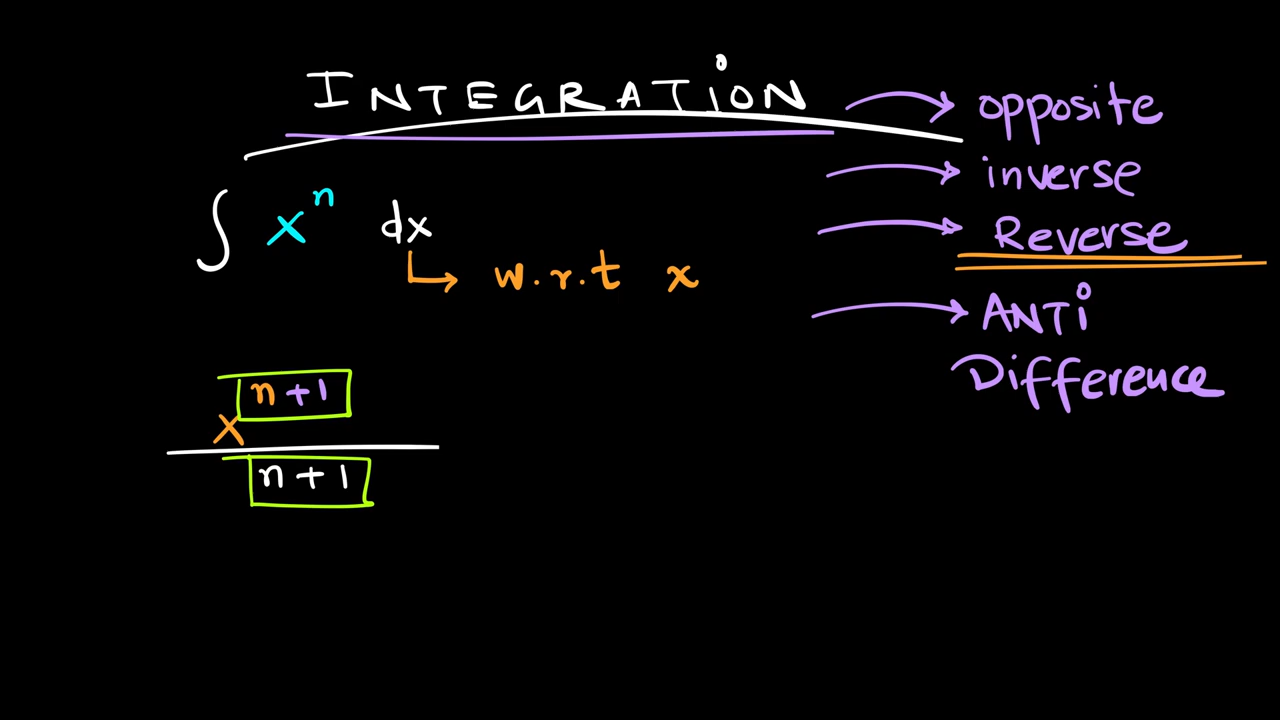 INTEGRATiON
opposite
inverse
Reverse
∫ xⁿ dx
w.r.t x
ANTi
Difference
x^(n+1)
n+1